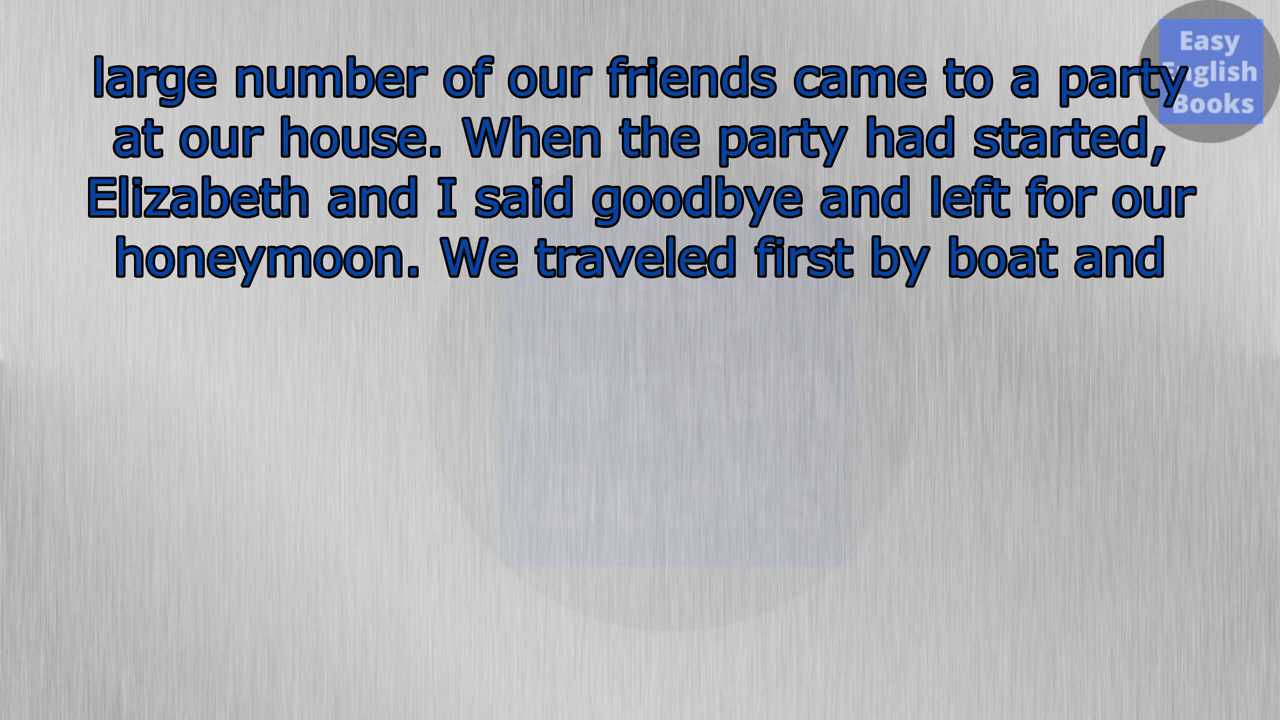 large number of our friends came to a party
at our house. When the party had started,
Elizabeth and I said goodbye and left for our
honeymoon. We traveled first by boat and
Easy
English
Books